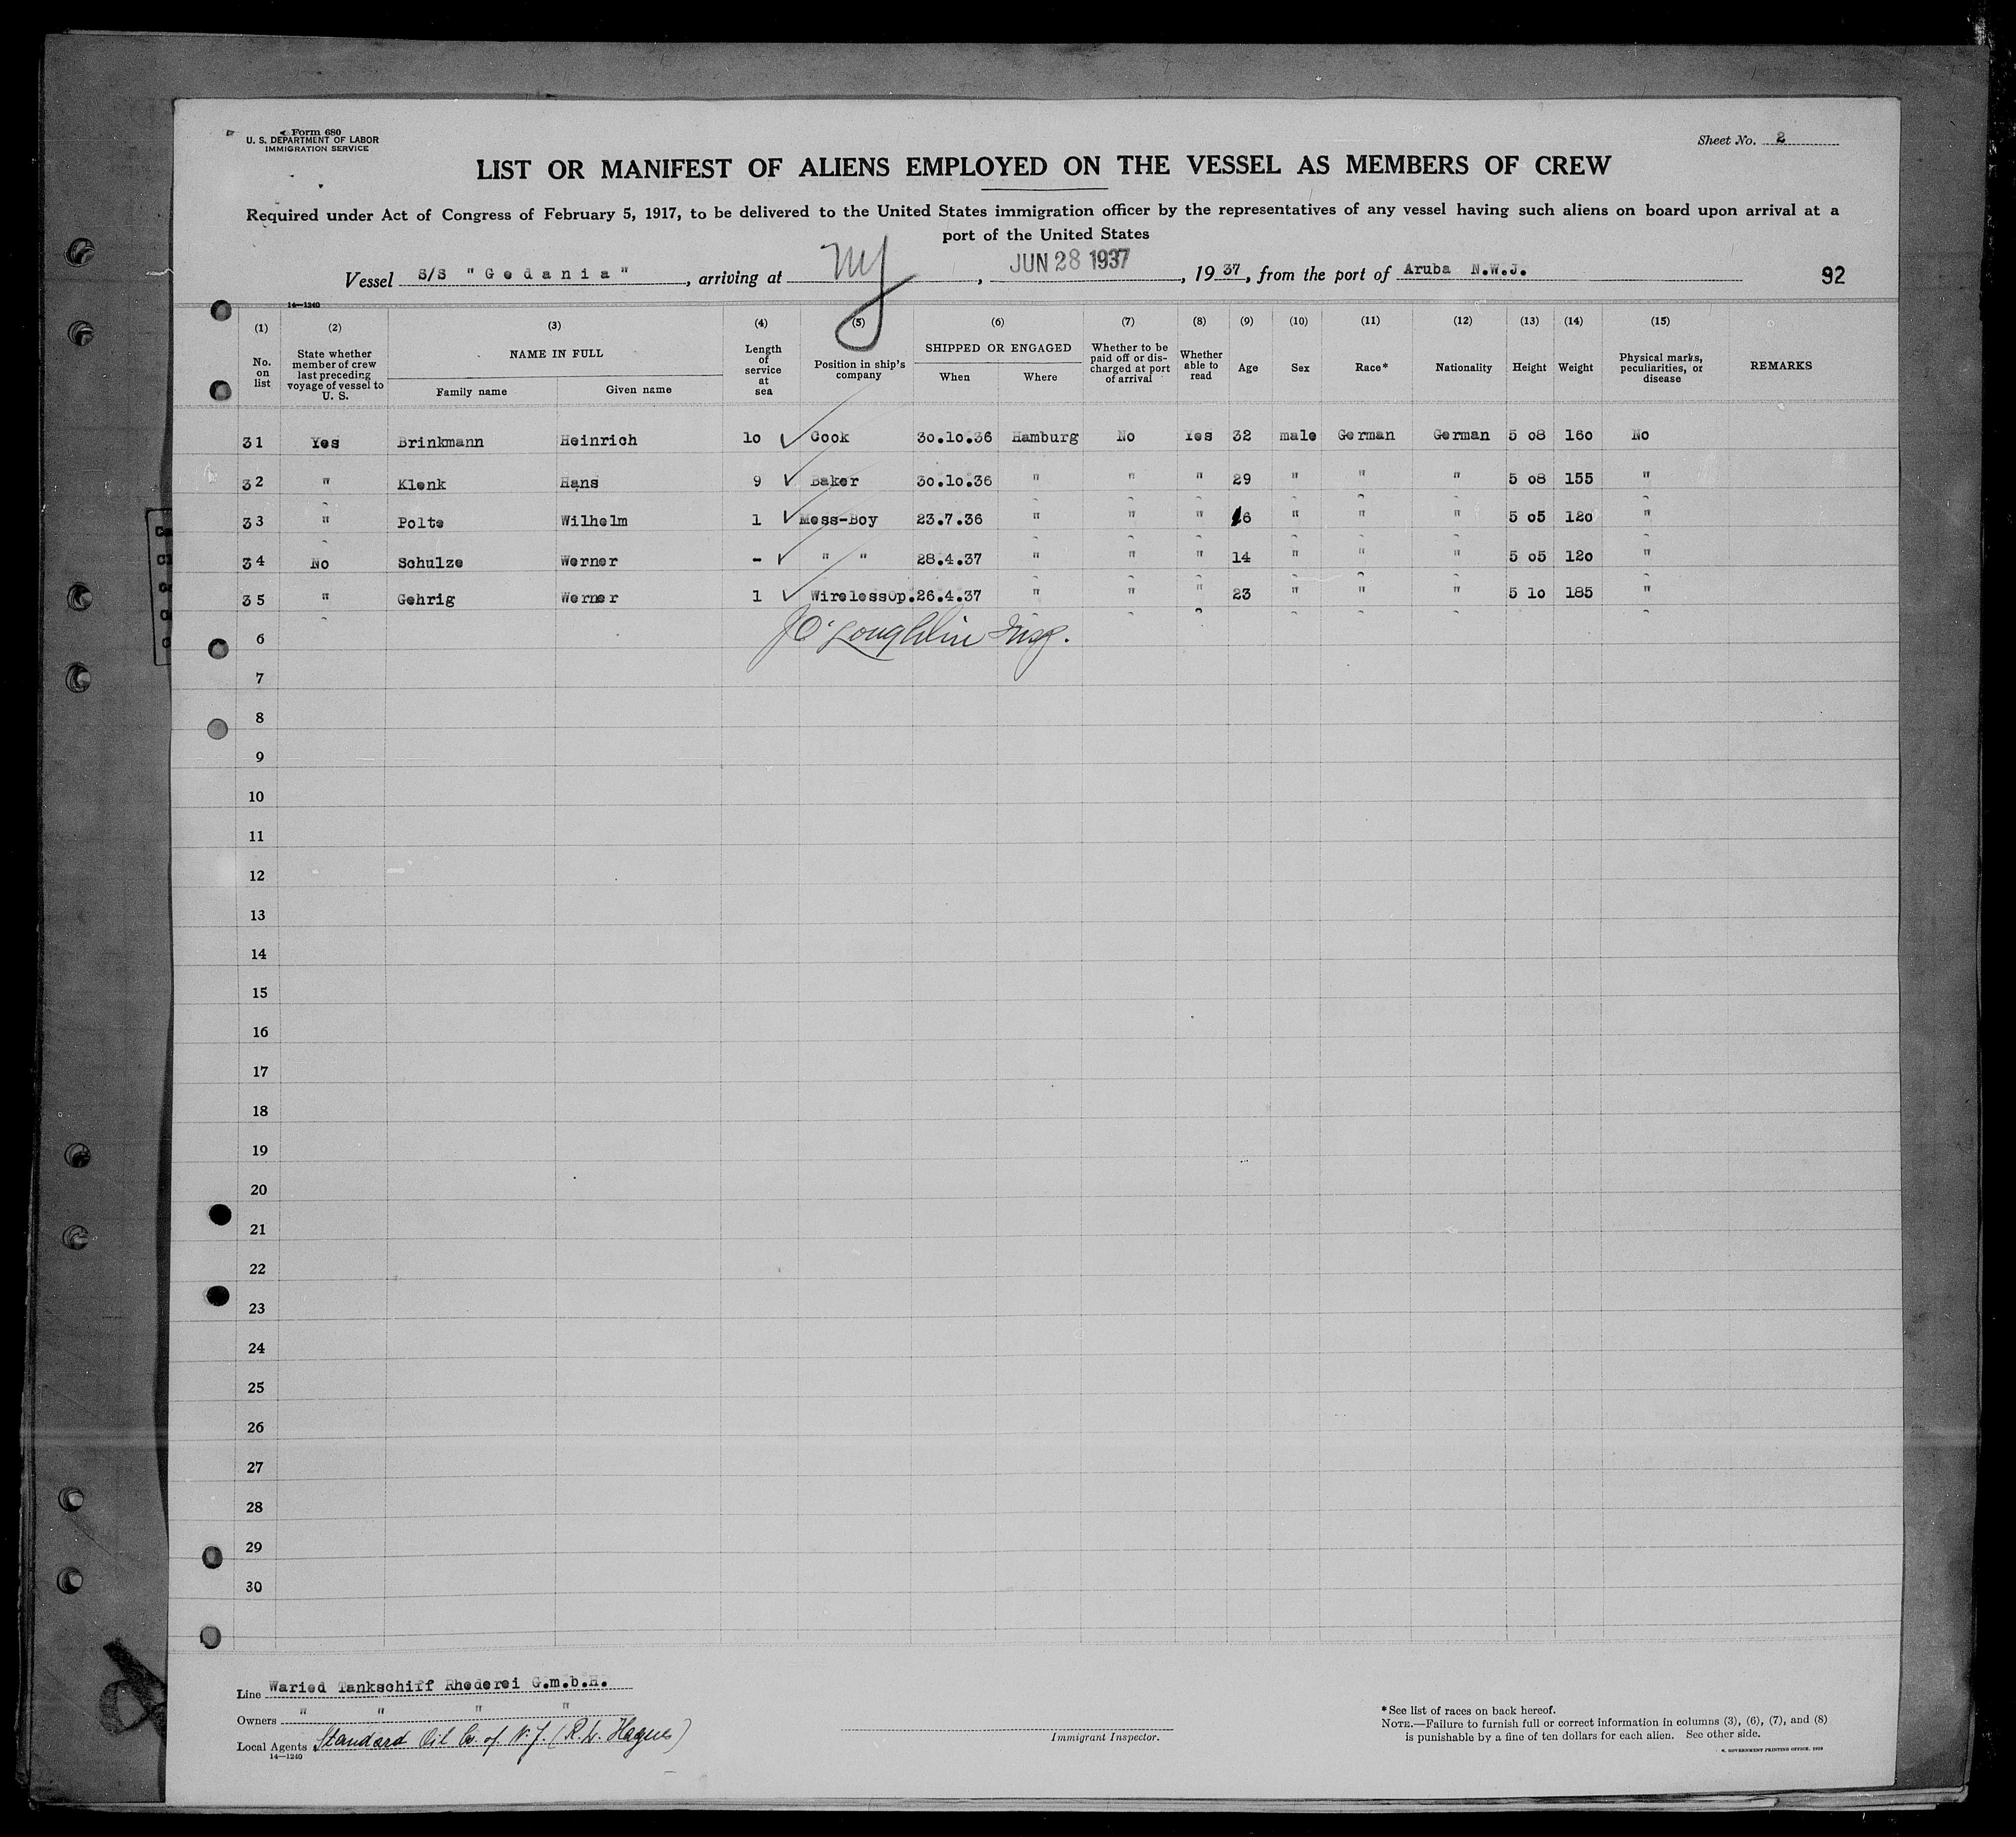 Form 680
U. S. DEPARTMENT OF LABOR
IMMIGRATION SERVICE
Sheet No. 2
LIST OR MANIFEST OF ALIENS EMPLOYED ON THE VESSEL AS MEMBERS OF CREW
Required under Act of Congress of February 5, 1917, to be delivered to the United States immigration officer by the representatives of any vessel having such aliens on board upon arrival at a
port of the United States
Vessel S/S "Gedania", arriving at NY, JUN 28 1937, 1937, from the port of Aruba N.W.J. 92
14—1240
(1) (2) (3) (4) (5) (6) (7) (8) (9) (10) (11) (12) (13) (14) (15)
No. on list
State whether member of crew last preceding voyage of vessel to U. S.
NAME IN FULL
Family name Given name
Length of service at sea
Position in ship's company
SHIPPED OR ENGAGED
When Where
Whether to be paid off or discharged at port of arrival
Whether able to read
Age
Sex
Race*
Nationality
Height
Weight
Physical marks, peculiarities, or disease
REMARKS
31 Yes Brinkmann Heinrich 10 ✓ Cook 30.10.36 Hamburg No Yes 32 male German German 5 08 160 No
32 " Klenk Hans 9 ✓ Baker 30.10.36 " " " 29 " " " 5 08 155 "
33 " Polte Wilhelm 1 ✓ Mess-Boy 23.7.36 " " " 16 " " " 5 05 120 "
34 No Schulze Werner - ✓ " " 28.4.37 " " " 14 " " " 5 05 120 "
35 " Gehrig Werner 1 ✓ WirelessOp. 26.4.37 " " " 23 " " " 5 10 185 "
6 J O'Loughlin Insp.
7
8
9
10
11
12
13
14
15
16
17
18
19
20
21
22
23
24
25
26
27
28
29
30
Line Waried Tankschiff Rhederei G.m.b.H.
Owners " " " "
Local Agents Standard Oil Co. of N.J. (R.L. Hague)
14—1240
Immigrant Inspector.
*See list of races on back hereof.
NOTE.—Failure to furnish full or correct information in columns (3), (6), (7), and (8)
is punishable by a fine of ten dollars for each alien. See other side.
GOVERNMENT PRINTING OFFICE